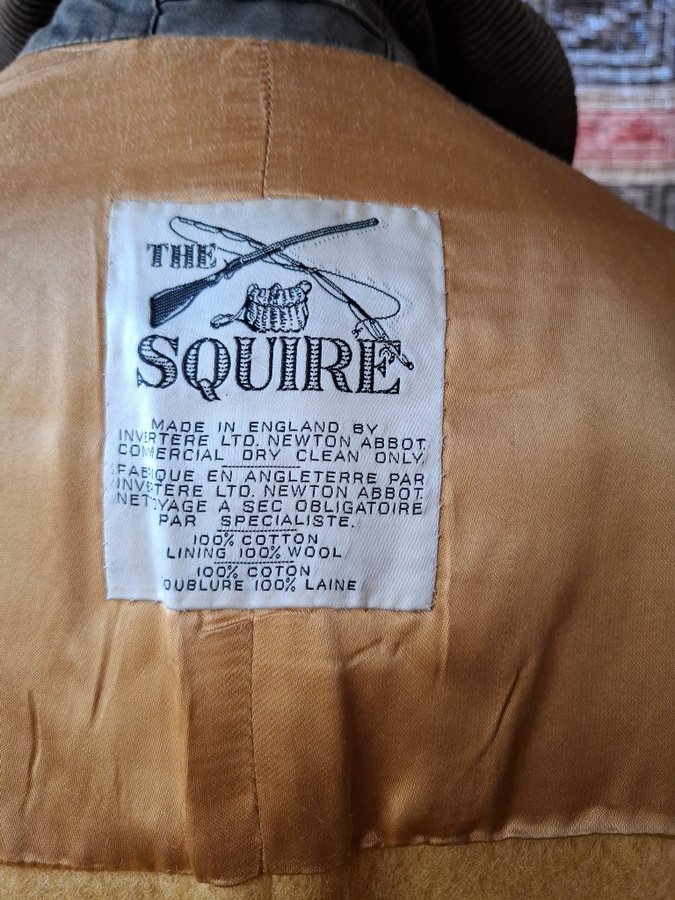 THE
SQUIRE
MADE IN ENGLAND BY
INVERTERE LTD. NEWTON ABBOT.
COMMERCIAL DRY CLEAN ONLY.
FABRIQUE EN ANGLETERRE PAR
INVERTERE LTD. NEWTON ABBOT.
NETTOYAGE A SEC OBLIGATOIRE
PAR SPECIALISTE.
100% COTTON
LINING 100% WOOL
100% COTON
DOUBLURE 100% LAINE